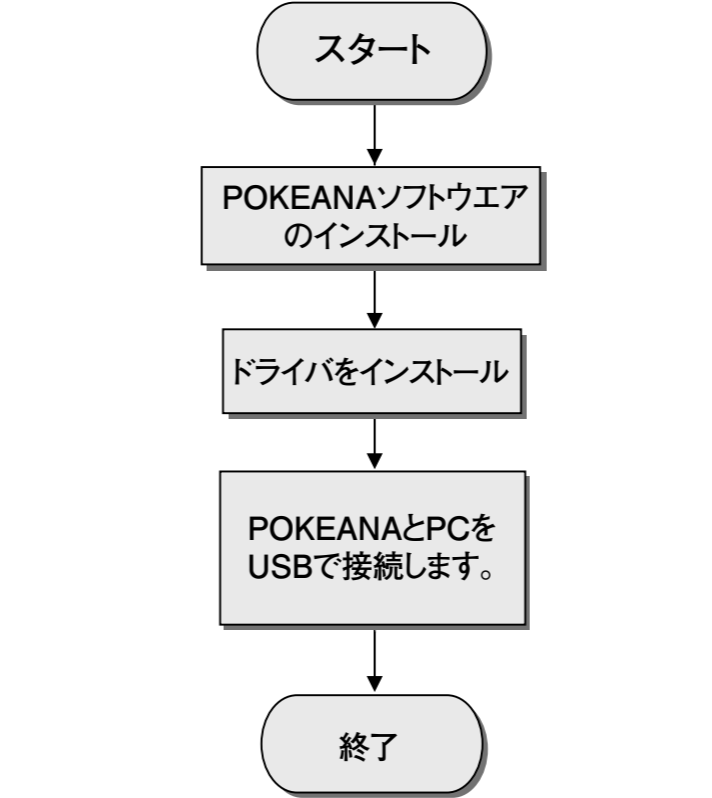 スタート
POKEANAソフトウエア
のインストール
ドライバをインストール
POKEANAとPCを
USBで接続します。
終了